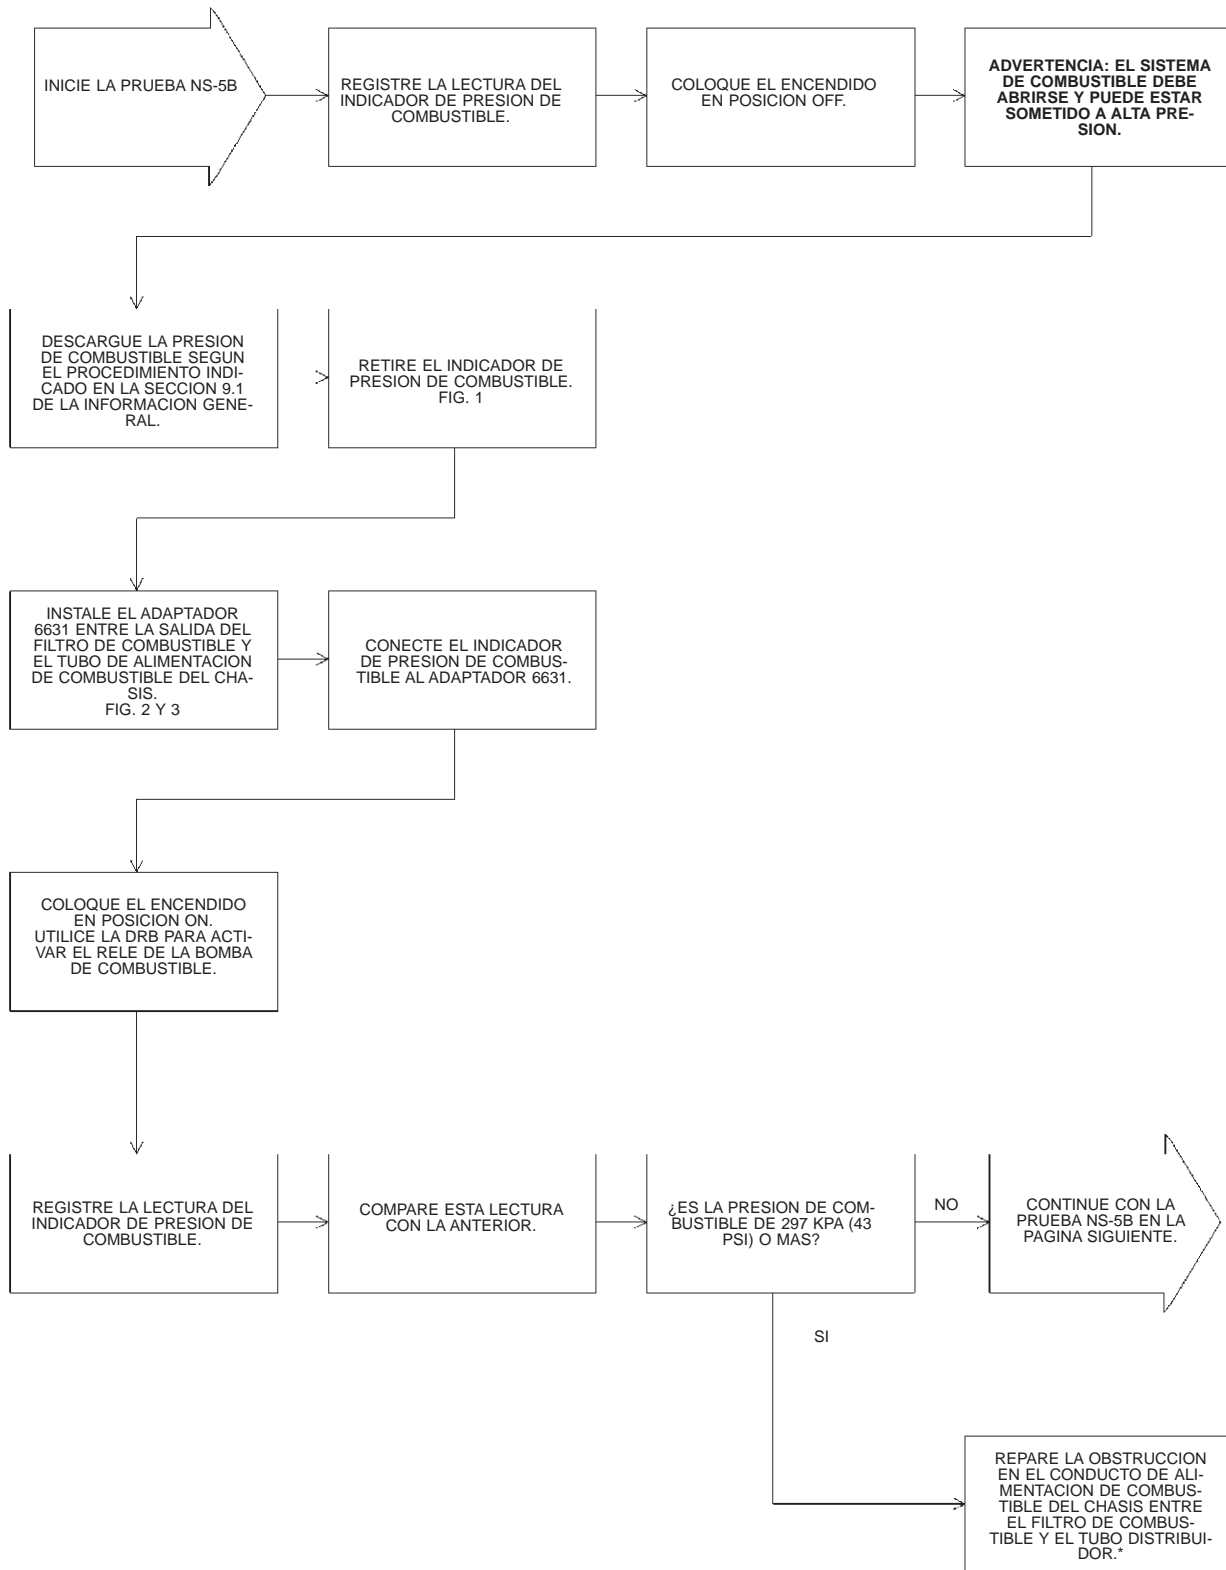 INICIE LA PRUEBA NS-5B
REGISTRE LA LECTURA DEL
INDICADOR DE PRESION DE
COMBUSTIBLE.
COLOQUE EL ENCENDIDO
EN POSICION OFF.
ADVERTENCIA: EL SISTEMA
DE COMBUSTIBLE DEBE
ABRIRSE Y PUEDE ESTAR
SOMETIDO A ALTA PRE-
SION.
DESCARGUE LA PRESION
DE COMBUSTIBLE SEGUN
EL PROCEDIMIENTO INDI-
CADO EN LA SECCION 9.1
DE LA INFORMACION GENE-
RAL.
RETIRE EL INDICADOR DE
PRESION DE COMBUSTIBLE.
FIG. 1
INSTALE EL ADAPTADOR
6631 ENTRE LA SALIDA DEL
FILTRO DE COMBUSTIBLE Y
EL TUBO DE ALIMENTACION
DE COMBUSTIBLE DEL CHA-
SIS.
FIG. 2 Y 3
CONECTE EL INDICADOR
DE PRESION DE COMBUS-
TIBLE AL ADAPTADOR 6631.
COLOQUE EL ENCENDIDO
EN POSICION ON.
UTILICE LA DRB PARA ACTI-
VAR EL RELE DE LA BOMBA
DE COMBUSTIBLE.
REGISTRE LA LECTURA DEL
INDICADOR DE PRESION DE
COMBUSTIBLE.
COMPARE ESTA LECTURA
CON LA ANTERIOR.
¿ES LA PRESION DE COM-
BUSTIBLE DE 297 KPA (43
PSI) O MAS?
NO
CONTINUE CON LA
PRUEBA NS-5B EN LA
PAGINA SIGUIENTE.
SI
REPARE LA OBSTRUCCION
EN EL CONDUCTO DE ALI-
MENTACION DE COMBUS-
TIBLE DEL CHASIS ENTRE
EL FILTRO DE COMBUS-
TIBLE Y EL TUBO DISTRIBUI-
DOR.*